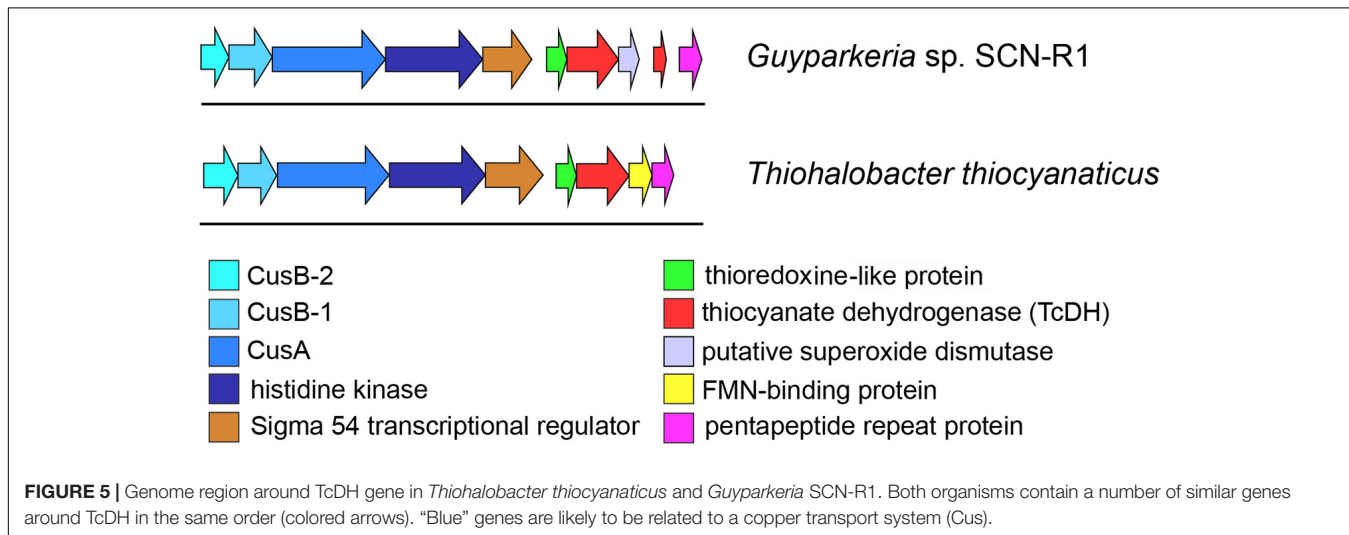 Guyparkeria sp. SCN-R1
Thiohalobacter thiocyanaticus
CusB-2
CusB-1
CusA
histidine kinase
Sigma 54 transcriptional regulator
thioredoxine-like protein
thiocyanate dehydrogenase (TcDH)
putative superoxide dismutase
FMN-binding protein
pentapeptide repeat protein
FIGURE 5 | Genome region around TcDH gene in Thiohalobacter thiocyanaticus and Guyparkeria SCN-R1. Both organisms contain a number of similar genes
around TcDH in the same order (colored arrows). “Blue” genes are likely to be related to a copper transport system (Cus).